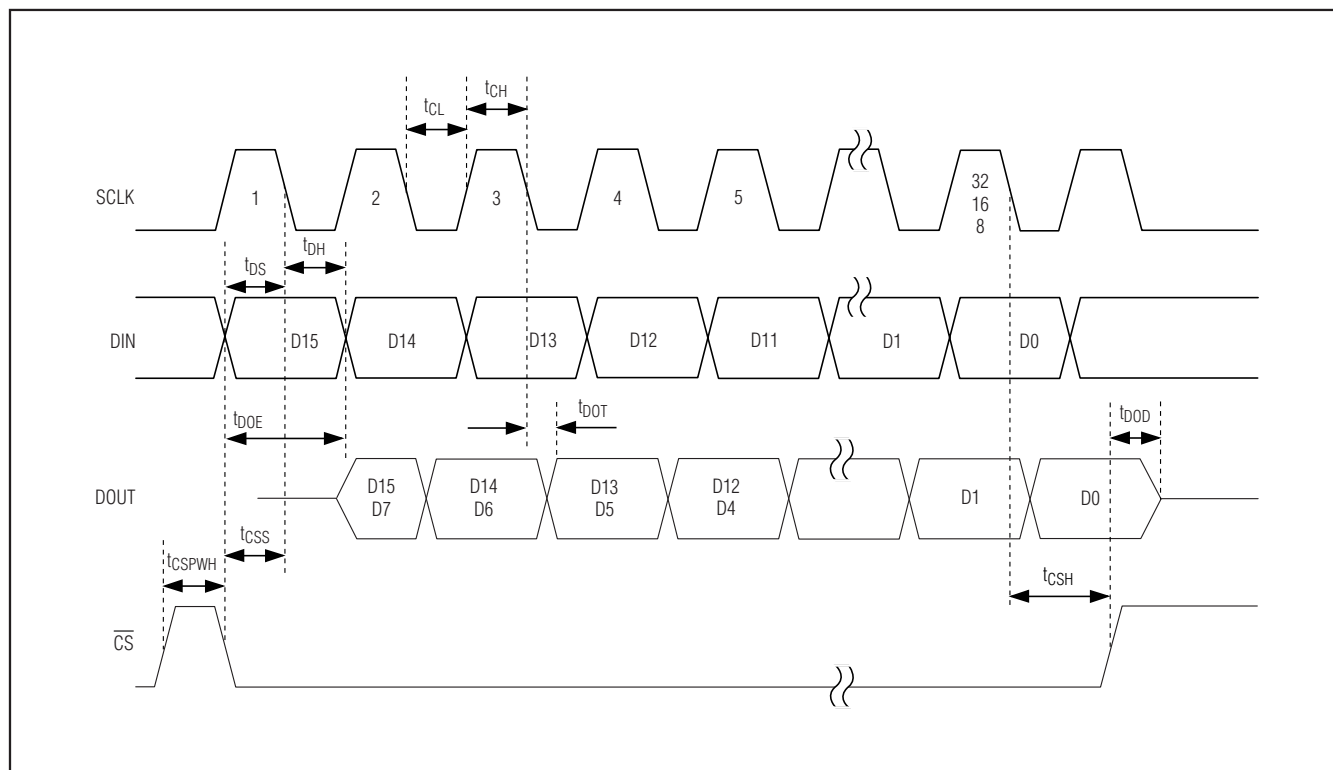 tCL
tCH
SCLK
1
2
3
4
5
32
16
8
tDS
tDH
DIN
D15
D14
D13
D12
D11
D1
D0
tDOE
tDOT
tDOD
DOUT
D15
D7
D14
D6
D13
D5
D12
D4
D1
D0
tCSPWH
tCSS
tCSH
C̅S̅